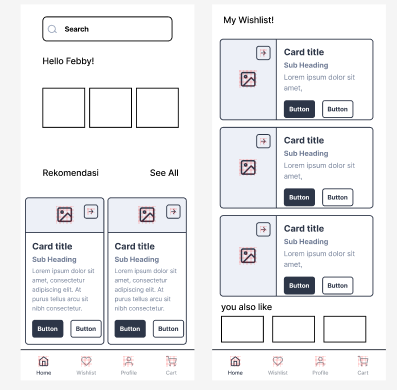 Search
Hello Febby!
Rekomendasi
See All
Card title
Sub Heading
Lorem ipsum dolor sit
amet, consectetur
adipiscing elit. At
purus tellus arcu sit
nibh consectetur.
Button
Button
Card title
Sub Heading
Lorem ipsum dolor sit
amet, consectetur
adipiscing elit. At
purus tellus arcu sit
nibh consectetur.
Button
Button
Home
Wishlist
Profile
Cart
My Wishlist!
Card title
Sub Heading
Lorem ipsum dolor sit
amet,
Button
Button
Card title
Sub Heading
Lorem ipsum dolor sit
amet,
Button
Button
Card title
Sub Heading
Lorem ipsum dolor sit
amet,
Button
Button
you also like
Home
Wishlist
Profile
Cart